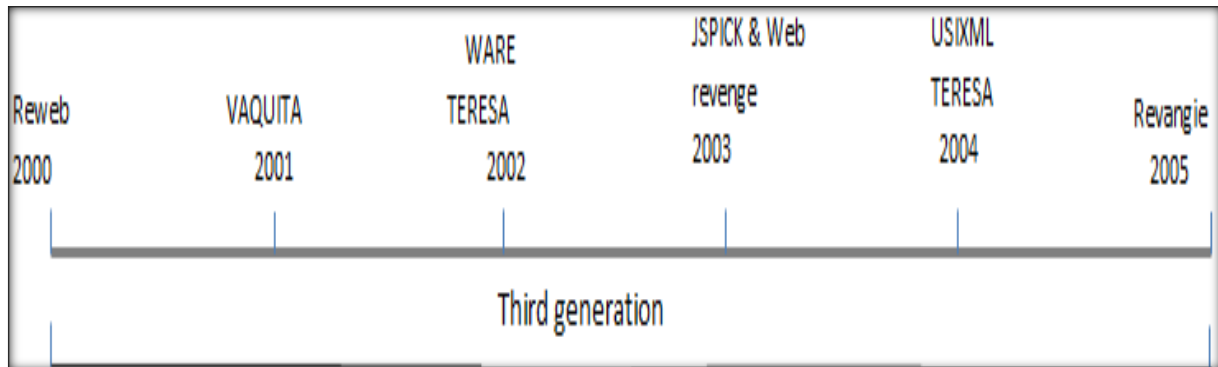 Reweb
2000
VAQUITA
2001
WARE
TERESA
2002
JSPICK & Web
revenge
2003
USIXML
TERESA
2004
Revangie
2005
Third generation